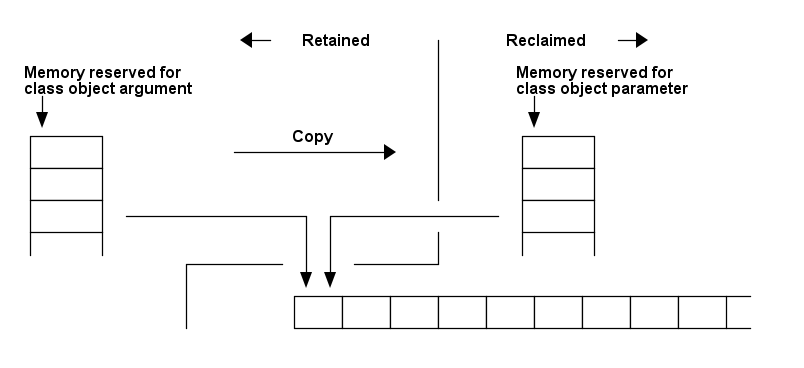 Retained
Reclaimed
Memory reserved for
class object argument
Memory reserved for
class object parameter
Copy